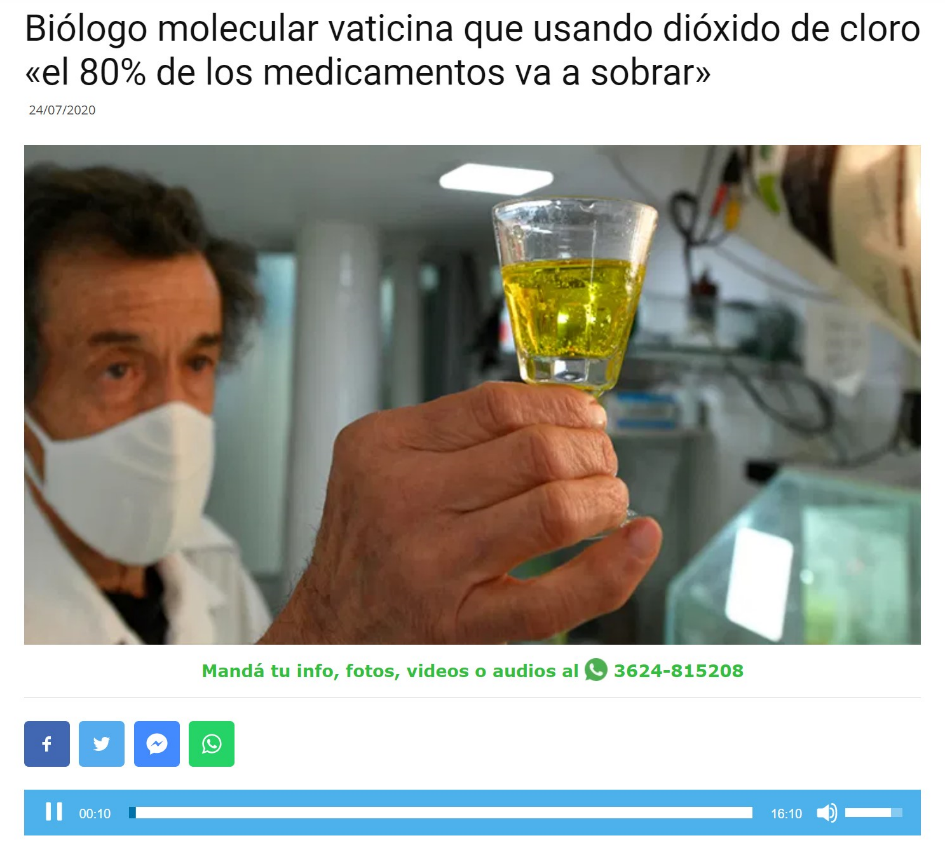 Biólogo molecular vaticina que usando dióxido de cloro
«el 80% de los medicamentos va a sobrar»
24/07/2020
Mandá tu info, fotos, videos o audios al 3624-815208
00:10 16:10